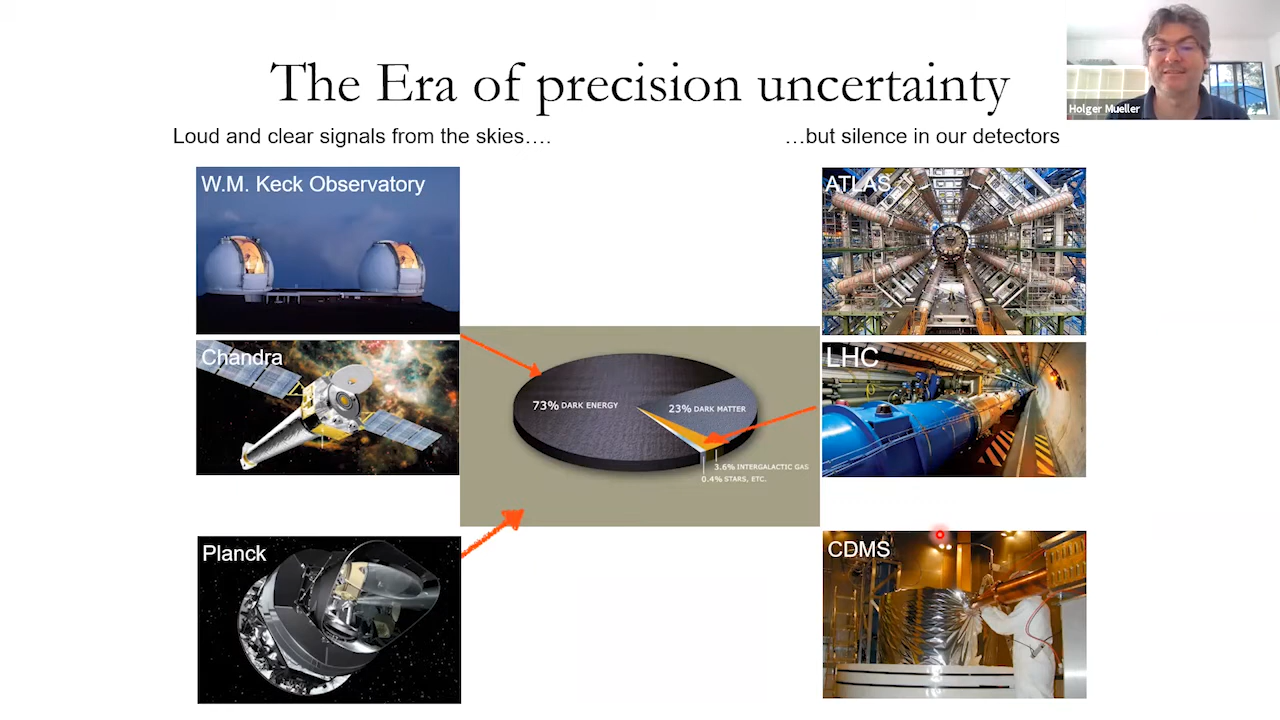 The Era of precision uncertainty
Holger Mueller
Loud and clear signals from the skies….
…but silence in our detectors
W.M. Keck Observatory
ATLAS
Chandra
LHC
73% DARK ENERGY
23% DARK MATTER
3.6% INTERGALACTIC GAS
0.4% STARS, ETC.
Planck
CDMS